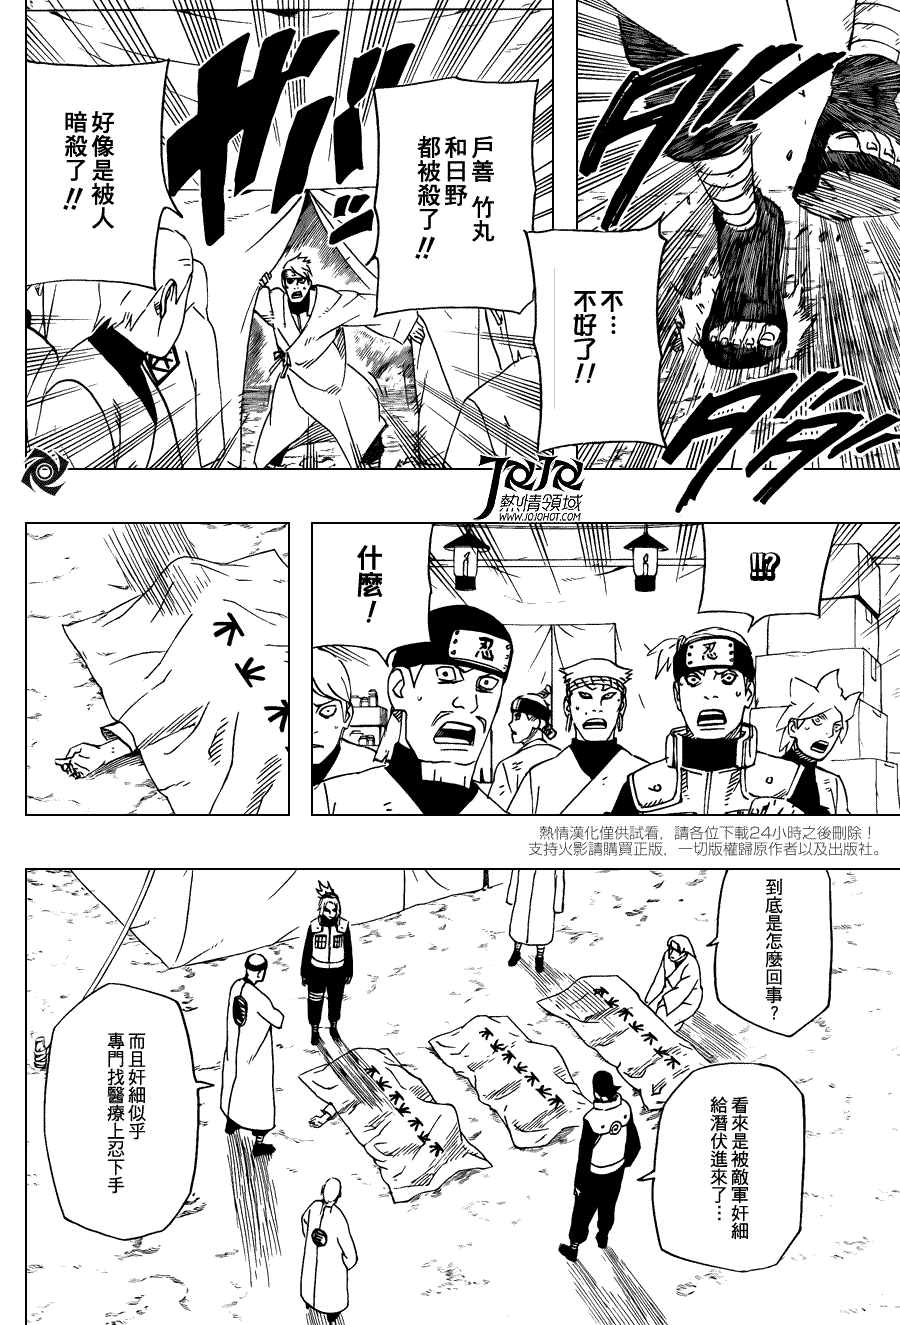 不…
不好了!!
戶善 竹丸
和日野
都被殺了!!
好像是被人
暗殺了!!
ダッ
ダダッ
JOJO
熱情領域
WWW.JOJOHOT.COM
!!?
忍
什麼!
忍
熱情漢化僅供試看，請各位下載24小時之後刪除！
支持火影請購買正版，一切版權歸原作者以及出版社。
到底是怎麼回事?
看來是被敵軍奸細
給潛伏進來了…
而且奸細似乎
專門找醫療上忍下手